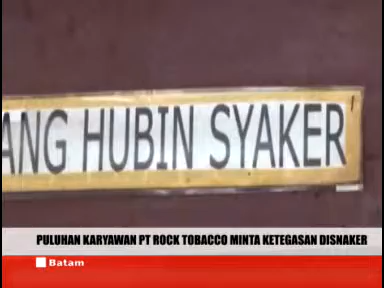 ANG HUBIN SYAKER
PULUHAN KARYAWAN PT ROCK TOBACCO MINTA KETEGASAN DISNAKER
Batam